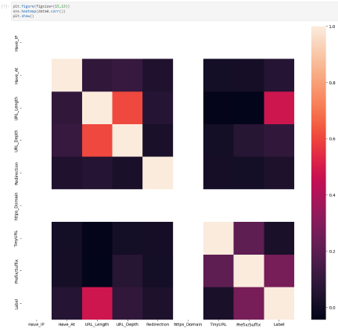 plt.figure(figsize=(15,13))
sns.heatmap(data0.corr())
plt.show()
Have_IP
Have_At
URL_Length
URL_Depth
Redirection
https_Domain
TinyURL
Prefix/Suffix
Label
Have_IP Have_At URL_Length URL_Depth Redirection https_Domain TinyURL Prefix/Suffix Label
1.0
0.8
0.6
0.4
0.2
0.0